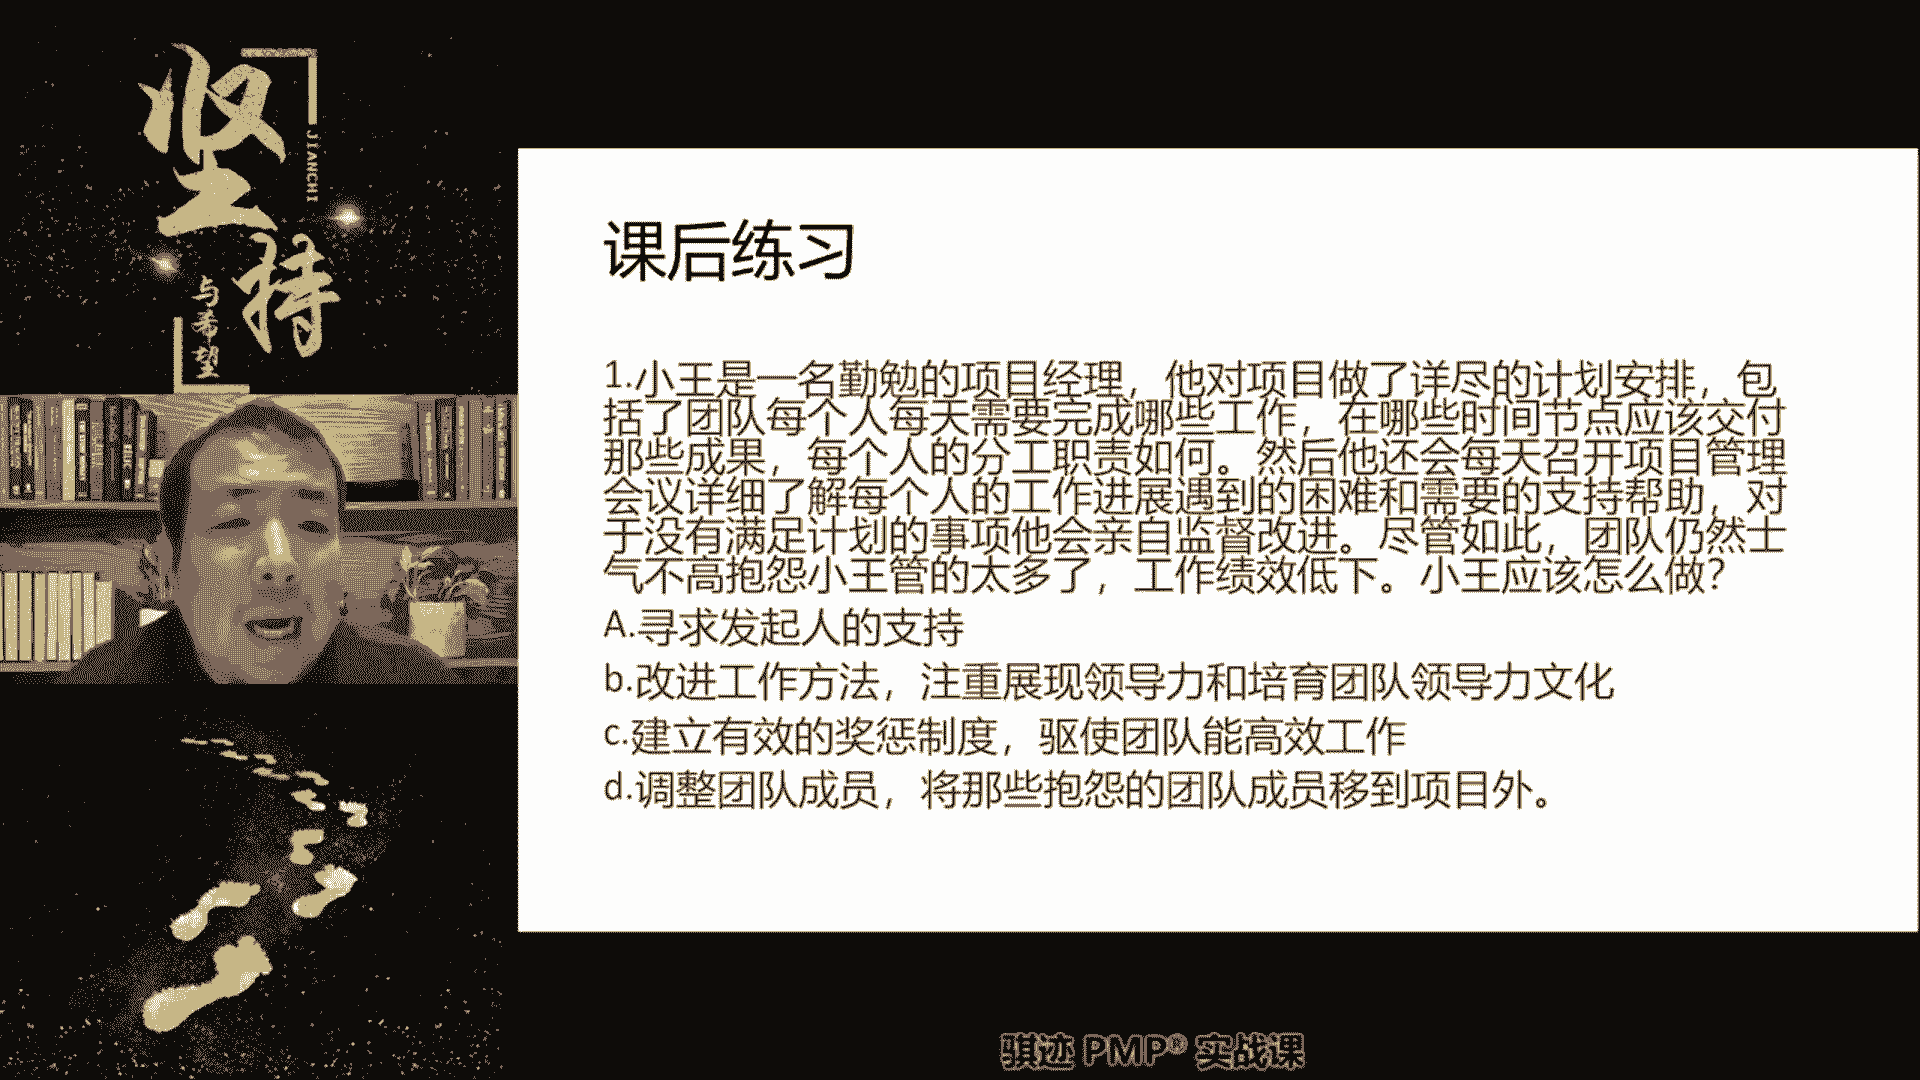 坚持
JIANCHI
与希望
课后练习
1.小王是一名勤勉的项目经理，他对项目做了详尽的计划安排，包
括了团队每个人每天需要完成哪些工作，在哪些时间节点应该交付
那些成果，每个人的分工职责如何。然后他还会每天召开项目管理
会议详细了解每个人的工作进展遇到的困难和需要的支持帮助，对
于没有满足计划的事项他会亲自监督改进。尽管如此，团队仍然士
气不高抱怨小王管的太多了，工作绩效低下。小王应该怎么做？
A.寻求发起人的支持
b.改进工作方法，注重展现领导力和培育团队领导力文化
c.建立有效的奖惩制度，驱使团队能高效工作
d.调整团队成员，将那些抱怨的团队成员移到项目外。
骐迹 PMP® 实战课